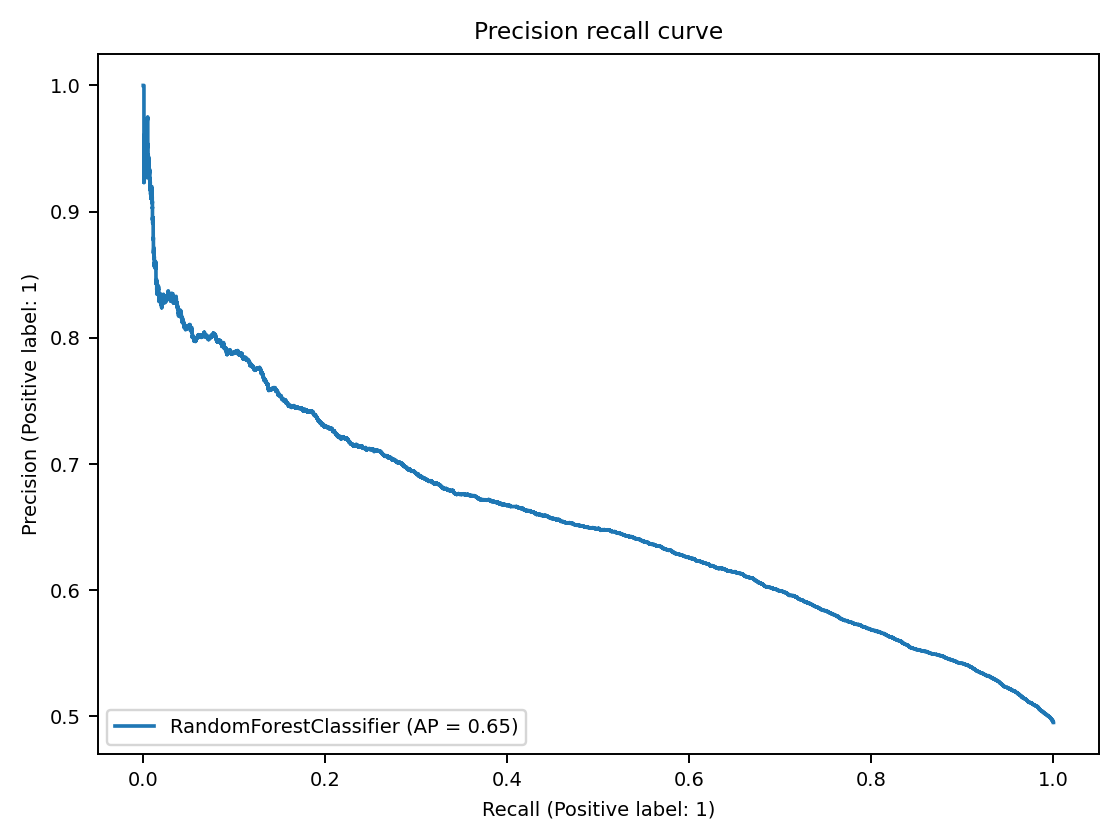 Precision recall curve
1.0
0.9
0.8
0.7
0.6
0.5
Precision (Positive label: 1)
RandomForestClassifier (AP = 0.65)
0.0 0.2 0.4 0.6 0.8 1.0
Recall (Positive label: 1)